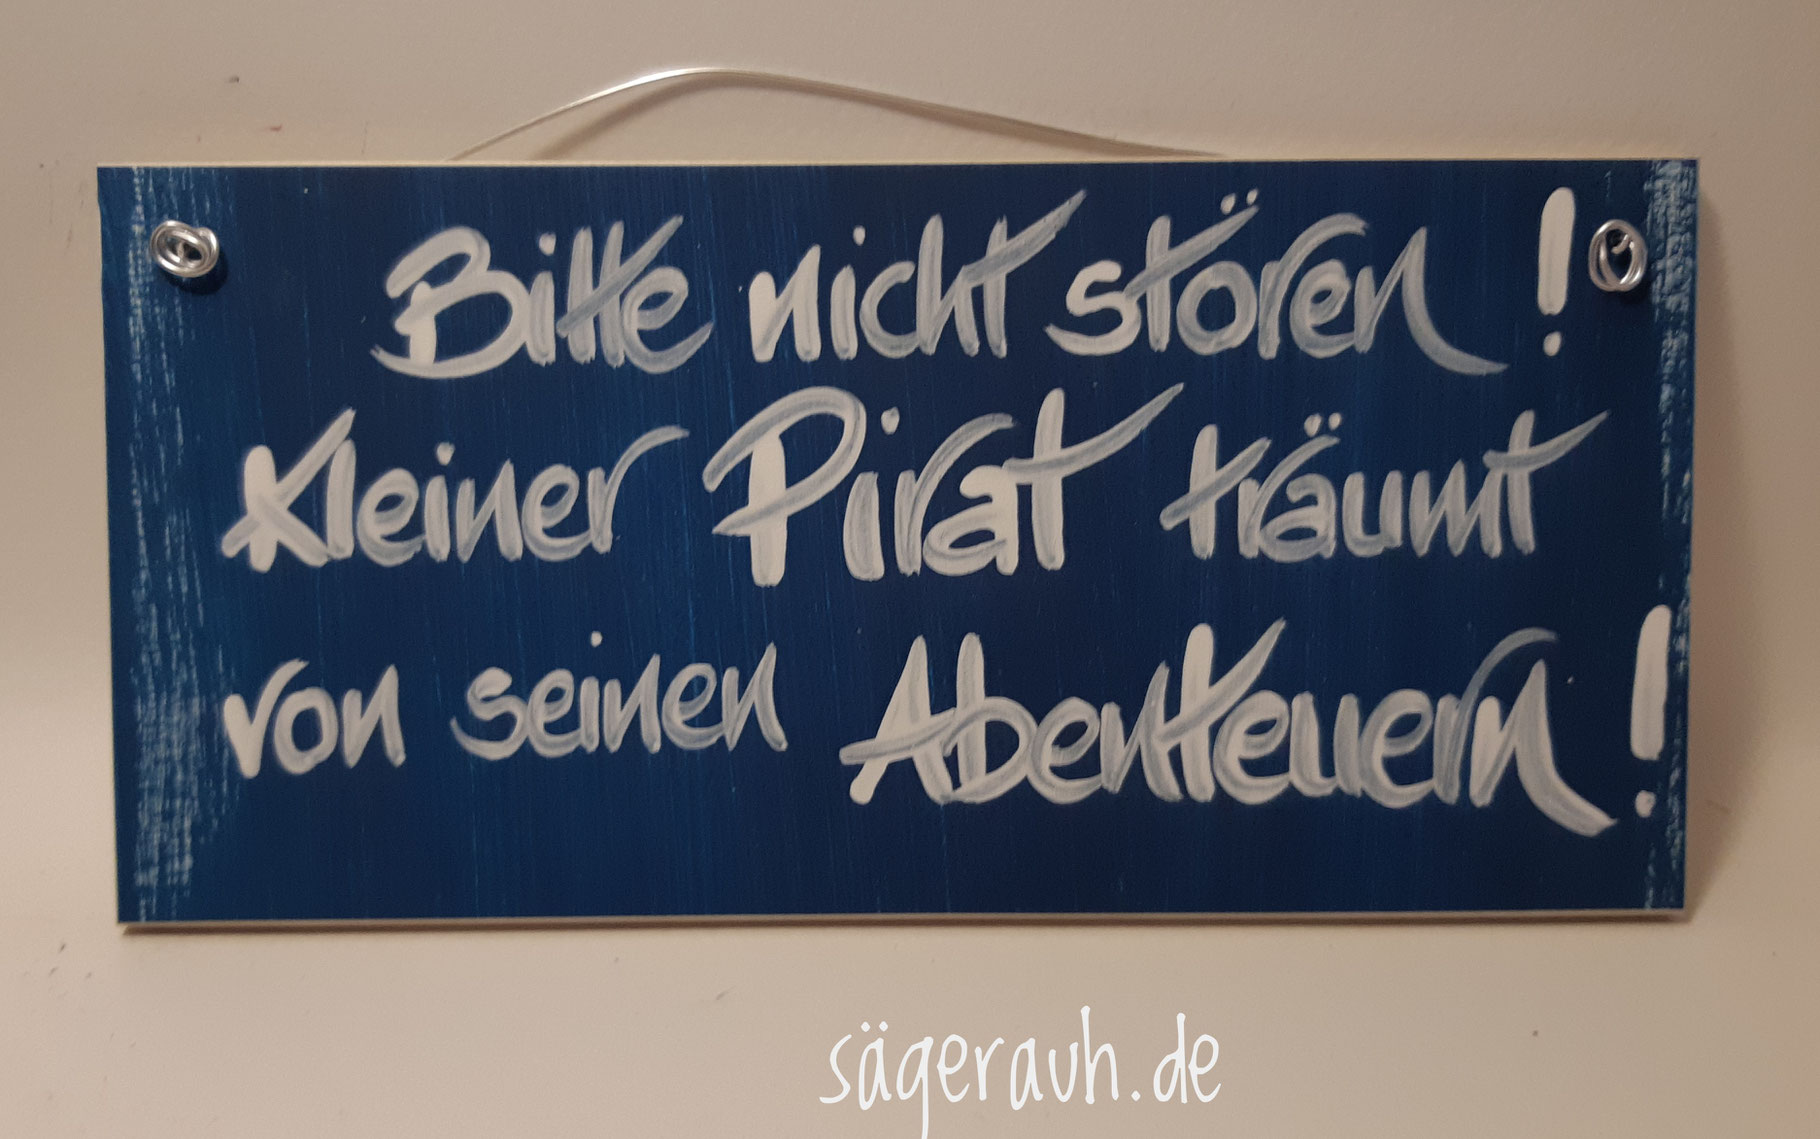 Bitte nicht stören !
Kleiner Pirat träumt
von seinen Abenteuern !
sägerauh.de